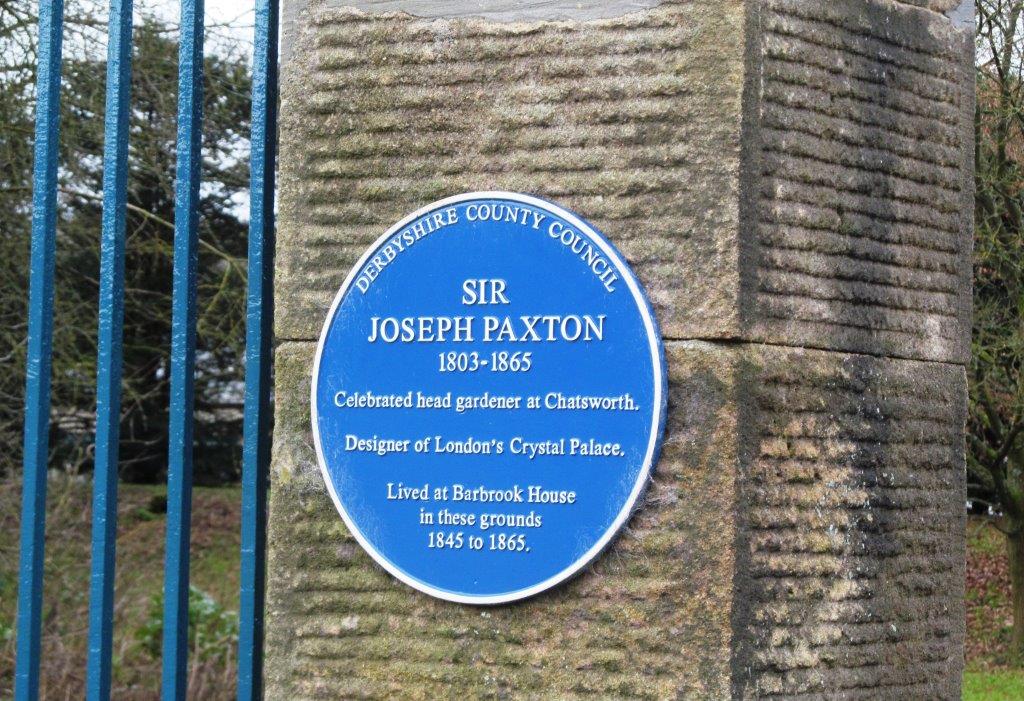 DERBYSHIRE COUNTY COUNCIL
SIR
JOSEPH PAXTON
1803-1865
Celebrated head gardener at Chatsworth.
Designer of London's Crystal Palace.
Lived at Barbrook House
in these grounds
1845 to 1865.